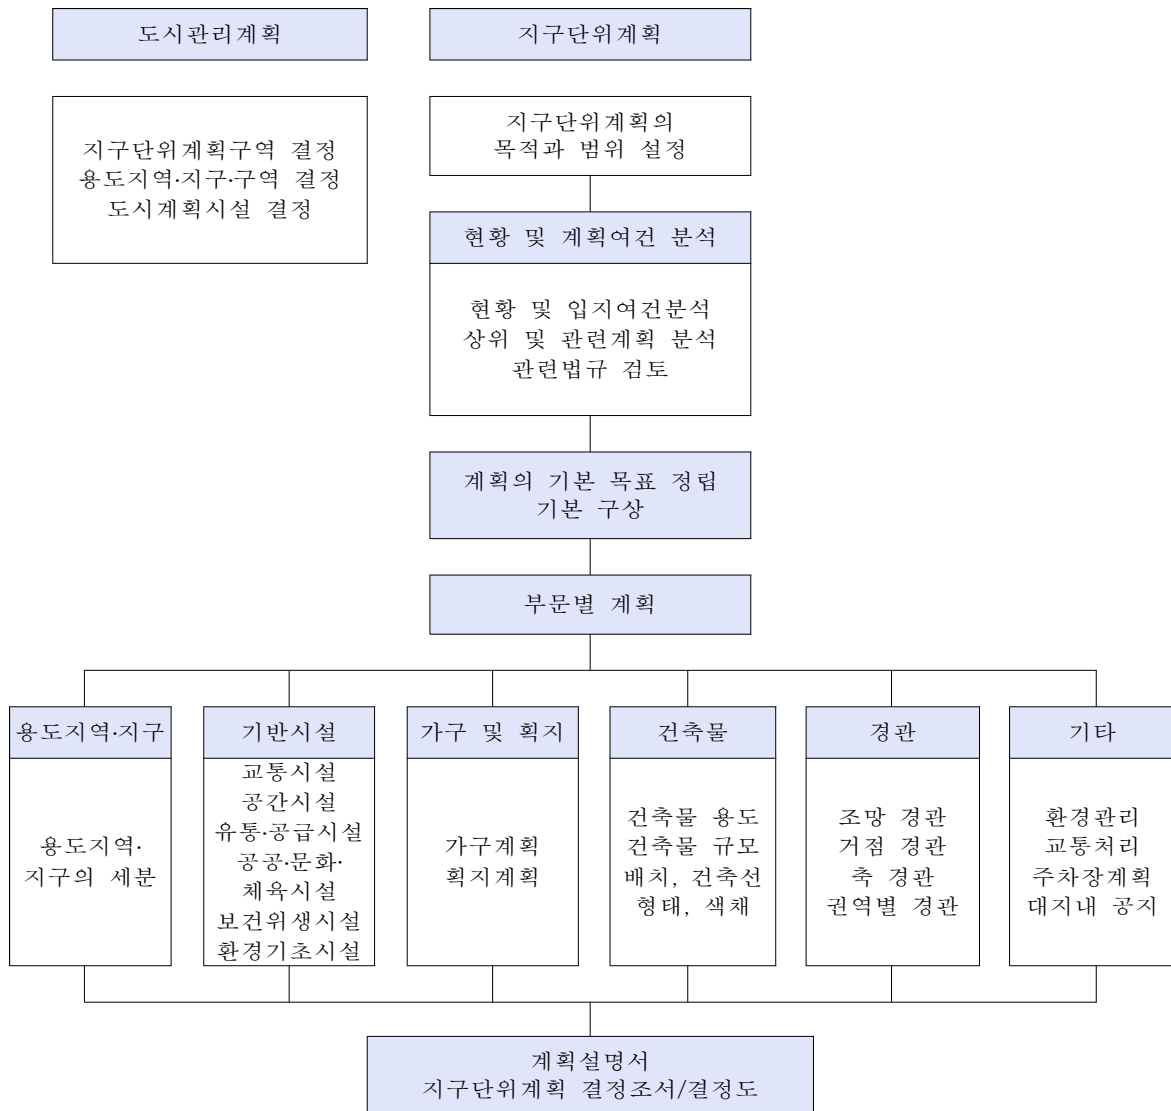 도시관리계획
지구단위계획
지구단위계획구역 결정
용도지역·지구·구역 결정
도시계획시설 결정
지구단위계획의
목적과 범위 설정
현황 및 계획여건 분석
현황 및 입지여건분석
상위 및 관련계획 분석
관련법규 검토
계획의 기본 목표 정립
기본 구상
부문별 계획
용도지역·지구
용도지역·
지구의 세분
기반시설
교통시설
공간시설
유통·공급시설
공공·문화·
체육시설
보건위생시설
환경기초시설
가구 및 획지
가구계획
획지계획
건축물
건축물 용도
건축물 규모
배치, 건축선
형태, 색채
경관
조망 경관
거점 경관
축 경관
권역별 경관
기타
환경관리
교통처리
주차장계획
대지내 공지
계획설명서
지구단위계획 결정조서/결정도